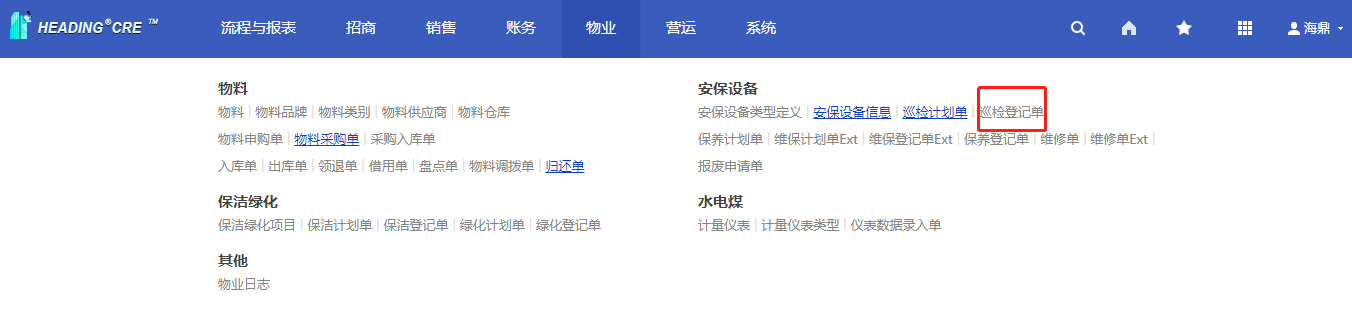 HEADING®CRE ™ 流程与报表 招商 销售 账务 物业 营运 系统 海鼎
物料
物料 | 物料品牌 | 物料类别 | 物料供应商 | 物料仓库
物料申购单 | 物料采购单 | 采购入库单
入库单 | 出库单 | 领退单 | 借用单 | 盘点单 | 物料调拨单 | 归还单
安保设备
安保设备类型定义 | 安保设备信息 | 巡检计划单 | 巡检登记单
保养计划单 | 维保计划单Ext | 维保登记单Ext | 保养登记单 | 维修单 | 维修单Ext |
报废申请单
保洁绿化
保洁绿化项目 | 保洁计划单 | 保洁登记单 | 绿化计划单 | 绿化登记单
水电煤
计量仪表 | 计量仪表类型 | 仪表数据录入单
其他
物业日志